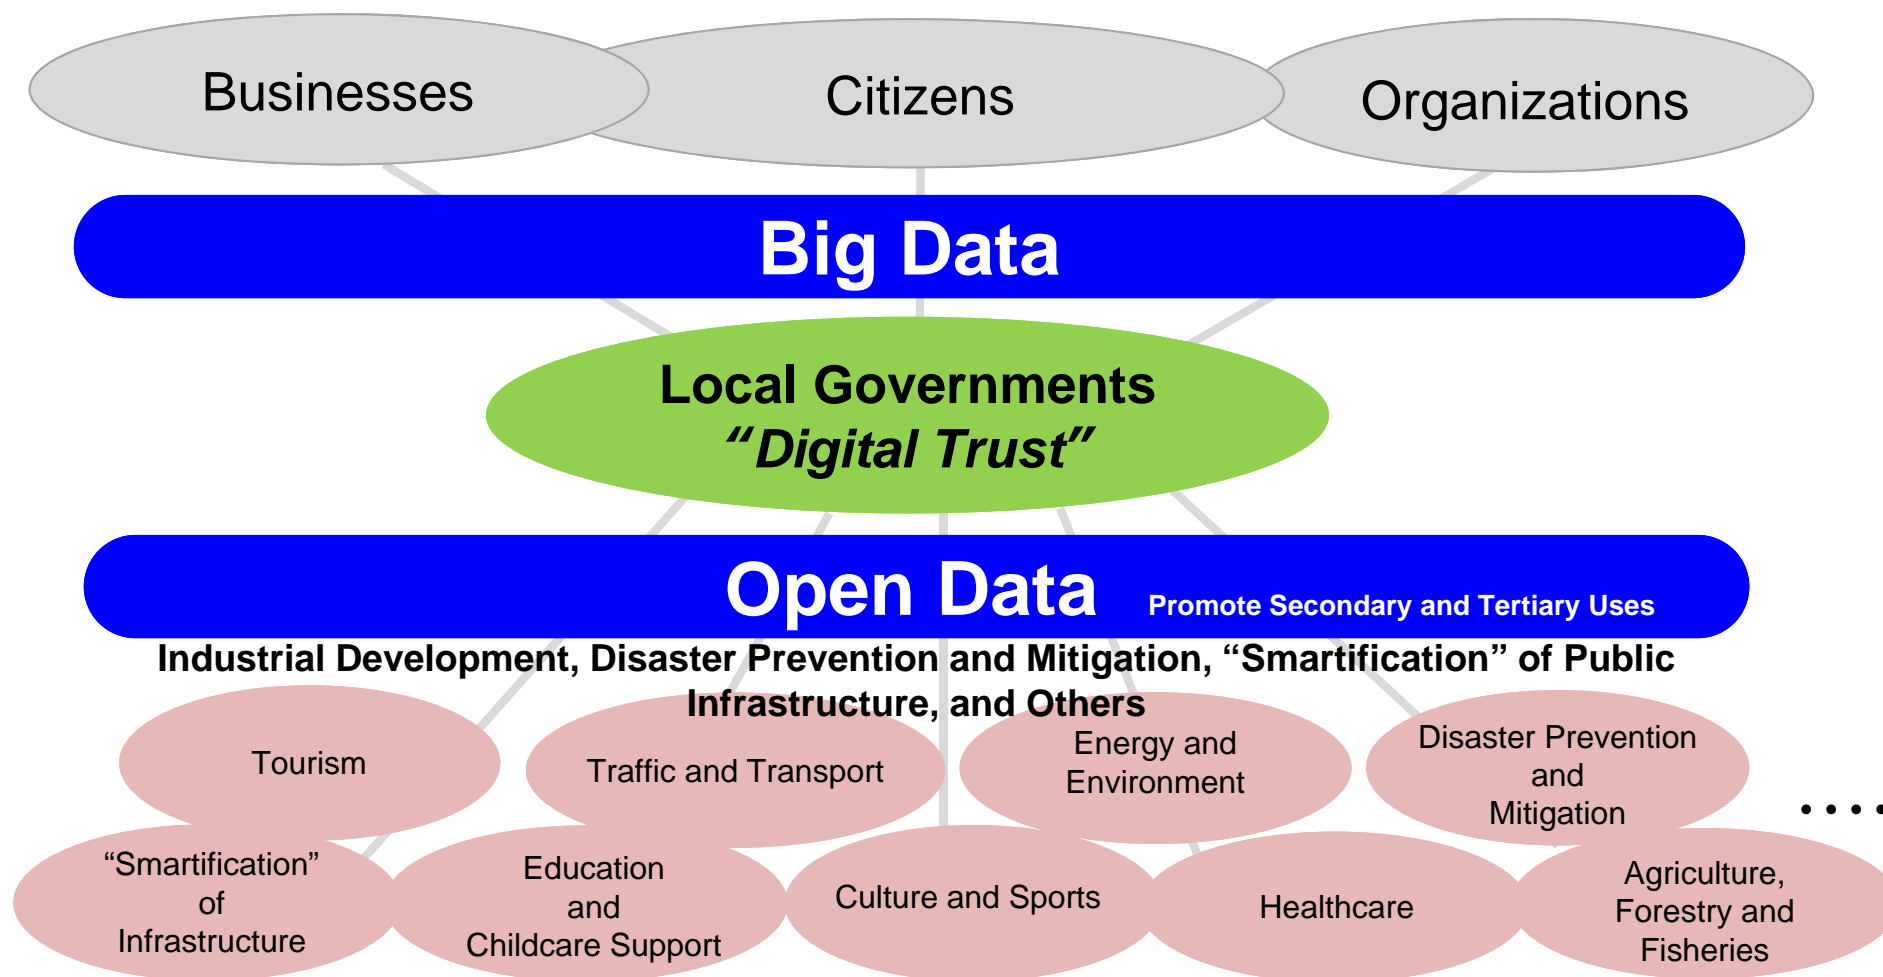 Businesses
Citizens
Organizations
Big Data
Local Governments
“Digital Trust”
Open Data Promote Secondary and Tertiary Uses
Industrial Development, Disaster Prevention and Mitigation, “Smartification” of Public
Infrastructure, and Others
Tourism
Traffic and Transport
Energy and
Environment
Disaster Prevention
and
Mitigation
....
“Smartification”
of
Infrastructure
Education
and
Childcare Support
Culture and Sports
Healthcare
Agriculture,
Forestry and
Fisheries